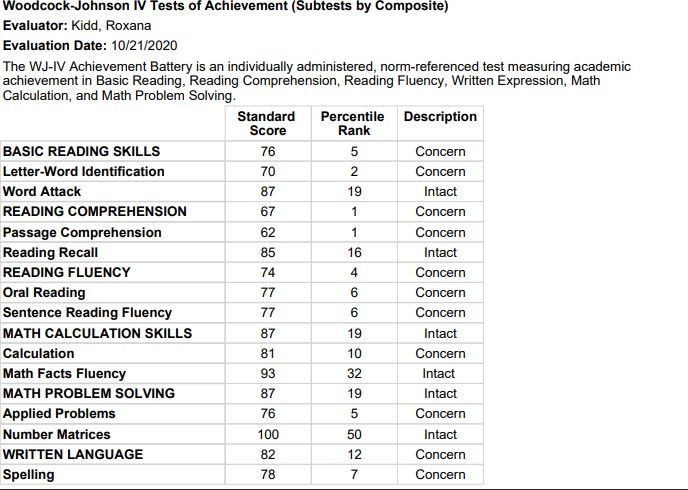 Woodcock-Johnson IV Tests of Achievement (Subtests by Composite)
Evaluator: Kidd, Roxana
Evaluation Date: 10/21/2020
The WJ-IV Achievement Battery is an individually administered, norm-referenced test measuring academic
achievement in Basic Reading, Reading Comprehension, Reading Fluency, Written Expression, Math
Calculation, and Math Problem Solving.
Standard Score Percentile Rank Description
BASIC READING SKILLS 76 5 Concern
Letter-Word Identification 70 2 Concern
Word Attack 87 19 Intact
READING COMPREHENSION 67 1 Concern
Passage Comprehension 62 1 Concern
Reading Recall 85 16 Intact
READING FLUENCY 74 4 Concern
Oral Reading 77 6 Concern
Sentence Reading Fluency 77 6 Concern
MATH CALCULATION SKILLS 87 19 Intact
Calculation 81 10 Concern
Math Facts Fluency 93 32 Intact
MATH PROBLEM SOLVING 87 19 Intact
Applied Problems 76 5 Concern
Number Matrices 100 50 Intact
WRITTEN LANGUAGE 82 12 Concern
Spelling 78 7 Concern